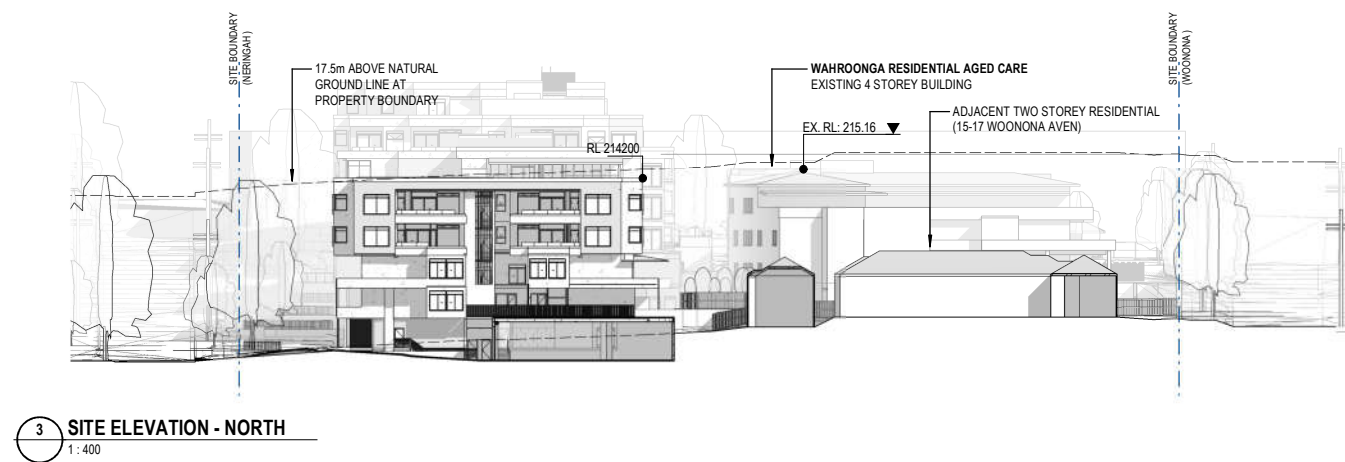 SITE BOUNDARY
(NERINGAH)
17.5m ABOVE NATURAL
GROUND LINE AT
PROPERTY BOUNDARY
WAHROONGA RESIDENTIAL AGED CARE
EXISTING 4 STOREY BUILDING
SITE BOUNDARY
(WOONONA)
ADJACENT TWO STOREY RESIDENTIAL
(15-17 WOONONA AVEN)
EX. RL: 215.16
RL 214200
3
SITE ELEVATION - NORTH
1 : 400